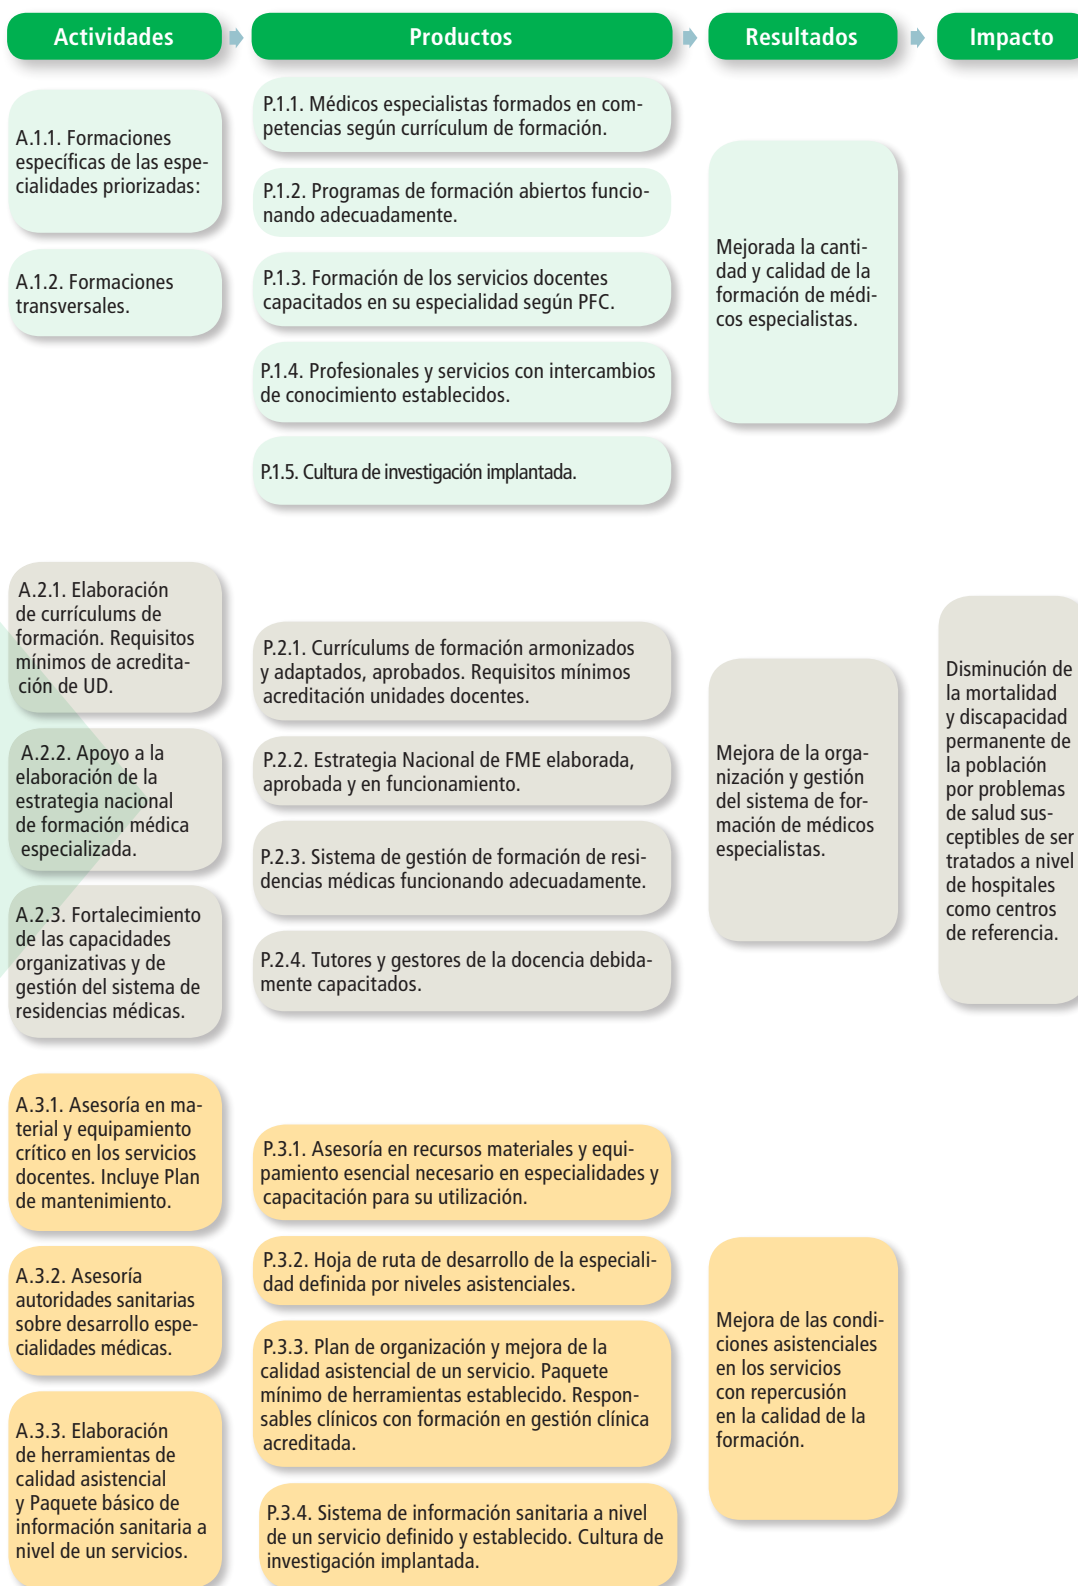 Actividades
Productos
Resultados
Impacto
A.1.1. Formaciones
específicas de las espe-
cialidades priorizadas:
A.1.2. Formaciones
transversales.
P.1.1. Médicos especialistas formados en com-
petencias según currículum de formación.
P.1.2. Programas de formación abiertos funcio-
nando adecuadamente.
P.1.3. Formación de los servicios docentes
capacitados en su especialidad según PFC.
P.1.4. Profesionales y servicios con intercambios
de conocimiento establecidos.
P.1.5. Cultura de investigación implantada.
Mejorada la canti-
dad y calidad de la
formación de médi-
cos especialistas.
A.2.1. Elaboración
de currículums de
formación. Requisitos
mínimos de acredita-
ción de UD.
A.2.2. Apoyo a la
elaboración de la
estrategia nacional
de formación médica
especializada.
A.2.3. Fortalecimiento
de las capacidades
organizativas y de
gestión del sistema de
residencias médicas.
P.2.1. Currículums de formación armonizados
y adaptados, aprobados. Requisitos mínimos
acreditación unidades docentes.
P.2.2. Estrategia Nacional de FME elaborada,
aprobada y en funcionamiento.
P.2.3. Sistema de gestión de formación de resi-
dencias médicas funcionando adecuadamente.
P.2.4. Tutores y gestores de la docencia debida-
mente capacitados.
Mejora de la orga-
nización y gestión
del sistema de for-
mación de médicos
especialistas.
Disminución de
la mortalidad
y discapacidad
permanente de
la población
por problemas
de salud sus-
ceptibles de ser
tratados a nivel
de hospitales
como centros
de referencia.
A.3.1. Asesoría en ma-
terial y equipamiento
crítico en los servicios
docentes. Incluye Plan
de mantenimiento.
A.3.2. Asesoría
autoridades sanitarias
sobre desarrollo espe-
cialidades médicas.
A.3.3. Elaboración
de herramientas de
calidad asistencial
y Paquete básico de
información sanitaria a
nivel de un servicios.
P.3.1. Asesoría en recursos materiales y equi-
pamiento esencial necesario en especialidades y
capacitación para su utilización.
P.3.2. Hoja de ruta de desarrollo de la especiali-
dad definida por niveles asistenciales.
P.3.3. Plan de organización y mejora de la
calidad asistencial de un servicio. Paquete
mínimo de herramientas establecido. Respon-
sables clínicos con formación en gestión clínica
acreditada.
P.3.4. Sistema de información sanitaria a nivel
de un servicio definido y establecido. Cultura de
investigación implantada.
Mejora de las condi-
ciones asistenciales
en los servicios
con repercusión
en la calidad de la
formación.